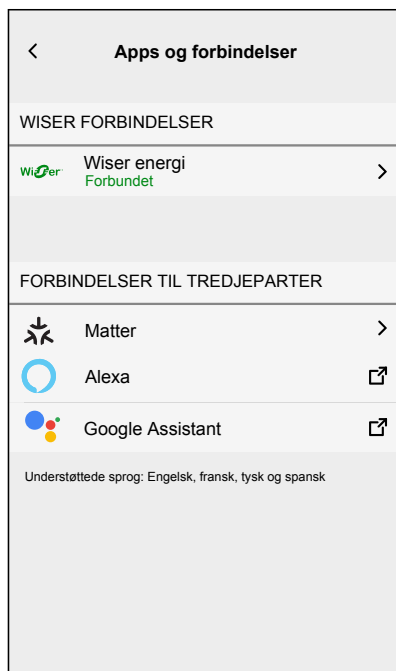 Apps og forbindelser
WISER FORBINDELSER
Wiser
Wiser energi
Forbundet
FORBINDELSER TIL TREDJEPARTER
Matter
Alexa
Google Assistant
Understøttede sprog: Engelsk, fransk, tysk og spansk